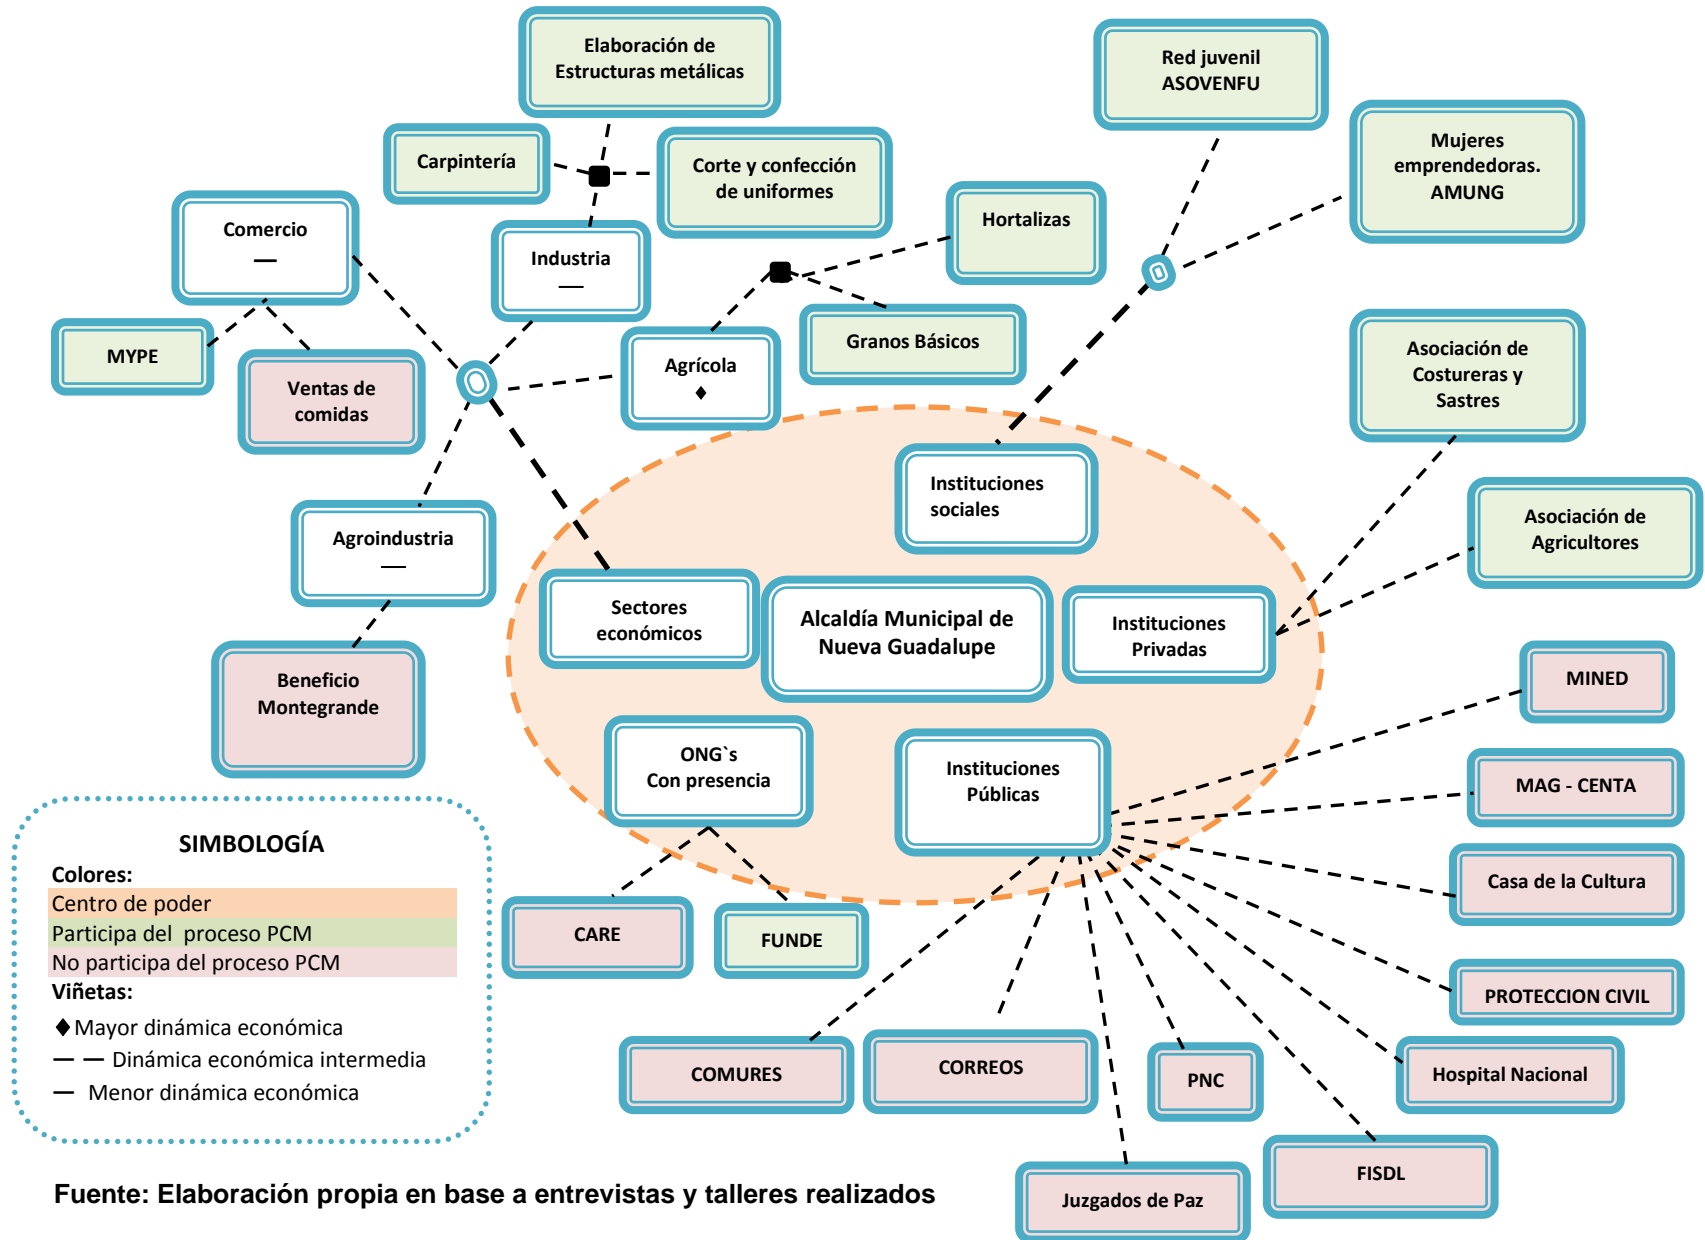 Elaboración de
Estructuras metálicas
Red juvenil
ASOVENFU
Carpintería
Corte y confección
de uniformes
Mujeres
emprendedoras.
AMUNG
Comercio
—
Industria
—
Hortalizas
MYPE
Ventas de
comidas
Agrícola
♦
Granos Básicos
Asociación de
Costureras y
Sastres
Instituciones
sociales
Asociación de
Agricultores
Agroindustria
—
Sectores
económicos
Alcaldía Municipal de
Nueva Guadalupe
Instituciones
Privadas
Beneficio
Montegrande
MINED
ONG`s
Con presencia
Instituciones
Públicas
MAG - CENTA
Casa de la Cultura
CARE
FUNDE
PROTECCION CIVIL
COMURES
CORREOS
PNC
Hospital Nacional
Juzgados de Paz
FISDL
SIMBOLOGÍA
Colores:
Centro de poder
Participa del  proceso PCM
No participa del proceso PCM
Viñetas:
♦Mayor dinámica económica
— — Dinámica económica intermedia
— Menor dinámica económica
Fuente: Elaboración propia en base a entrevistas y talleres realizados